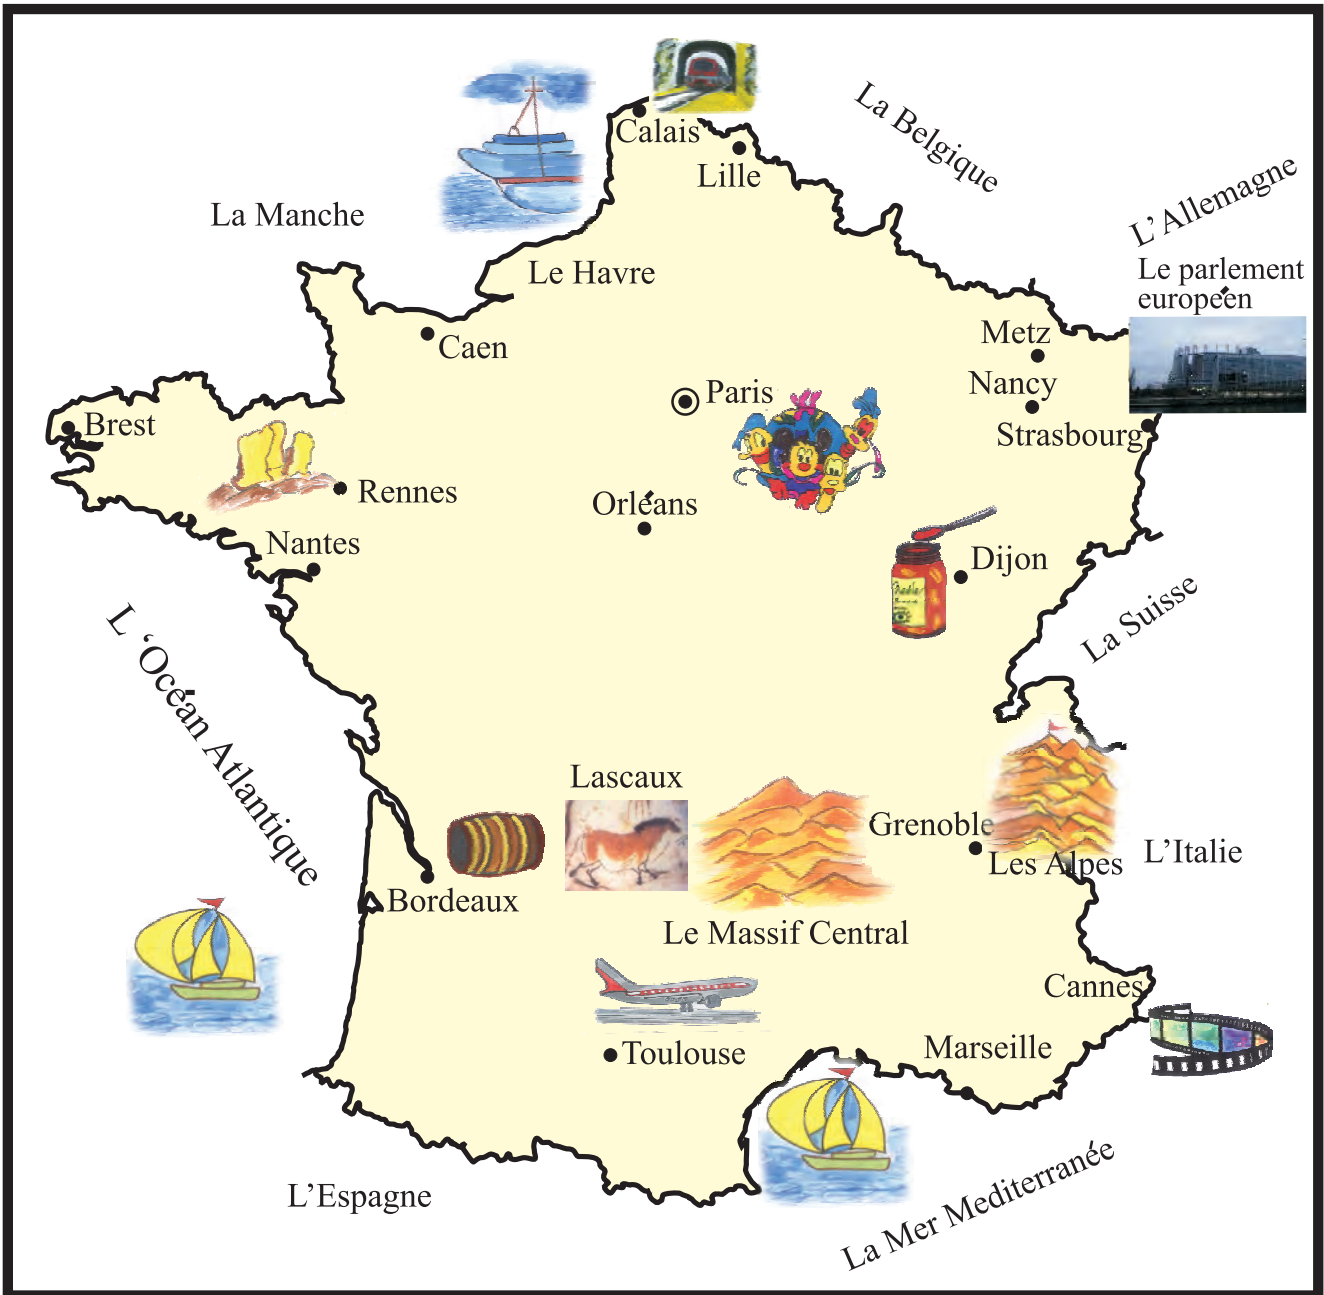 Calais
La Belgique
Lille
L'Allemagne
La Manche
Le parlement
européen
Le Havre
Metz
Caen
Nancy
Paris
Brest
Strasbourg
Rennes
Orléans
Nantes
Dijon
La Suisse
L 'Océan Atlantique
Lascaux
Grenoble
Les Alpes
L'Italie
Bordeaux
Le Massif Central
Cannes
Marseille
Toulouse
L'Espagne
La Mer Mediterranée